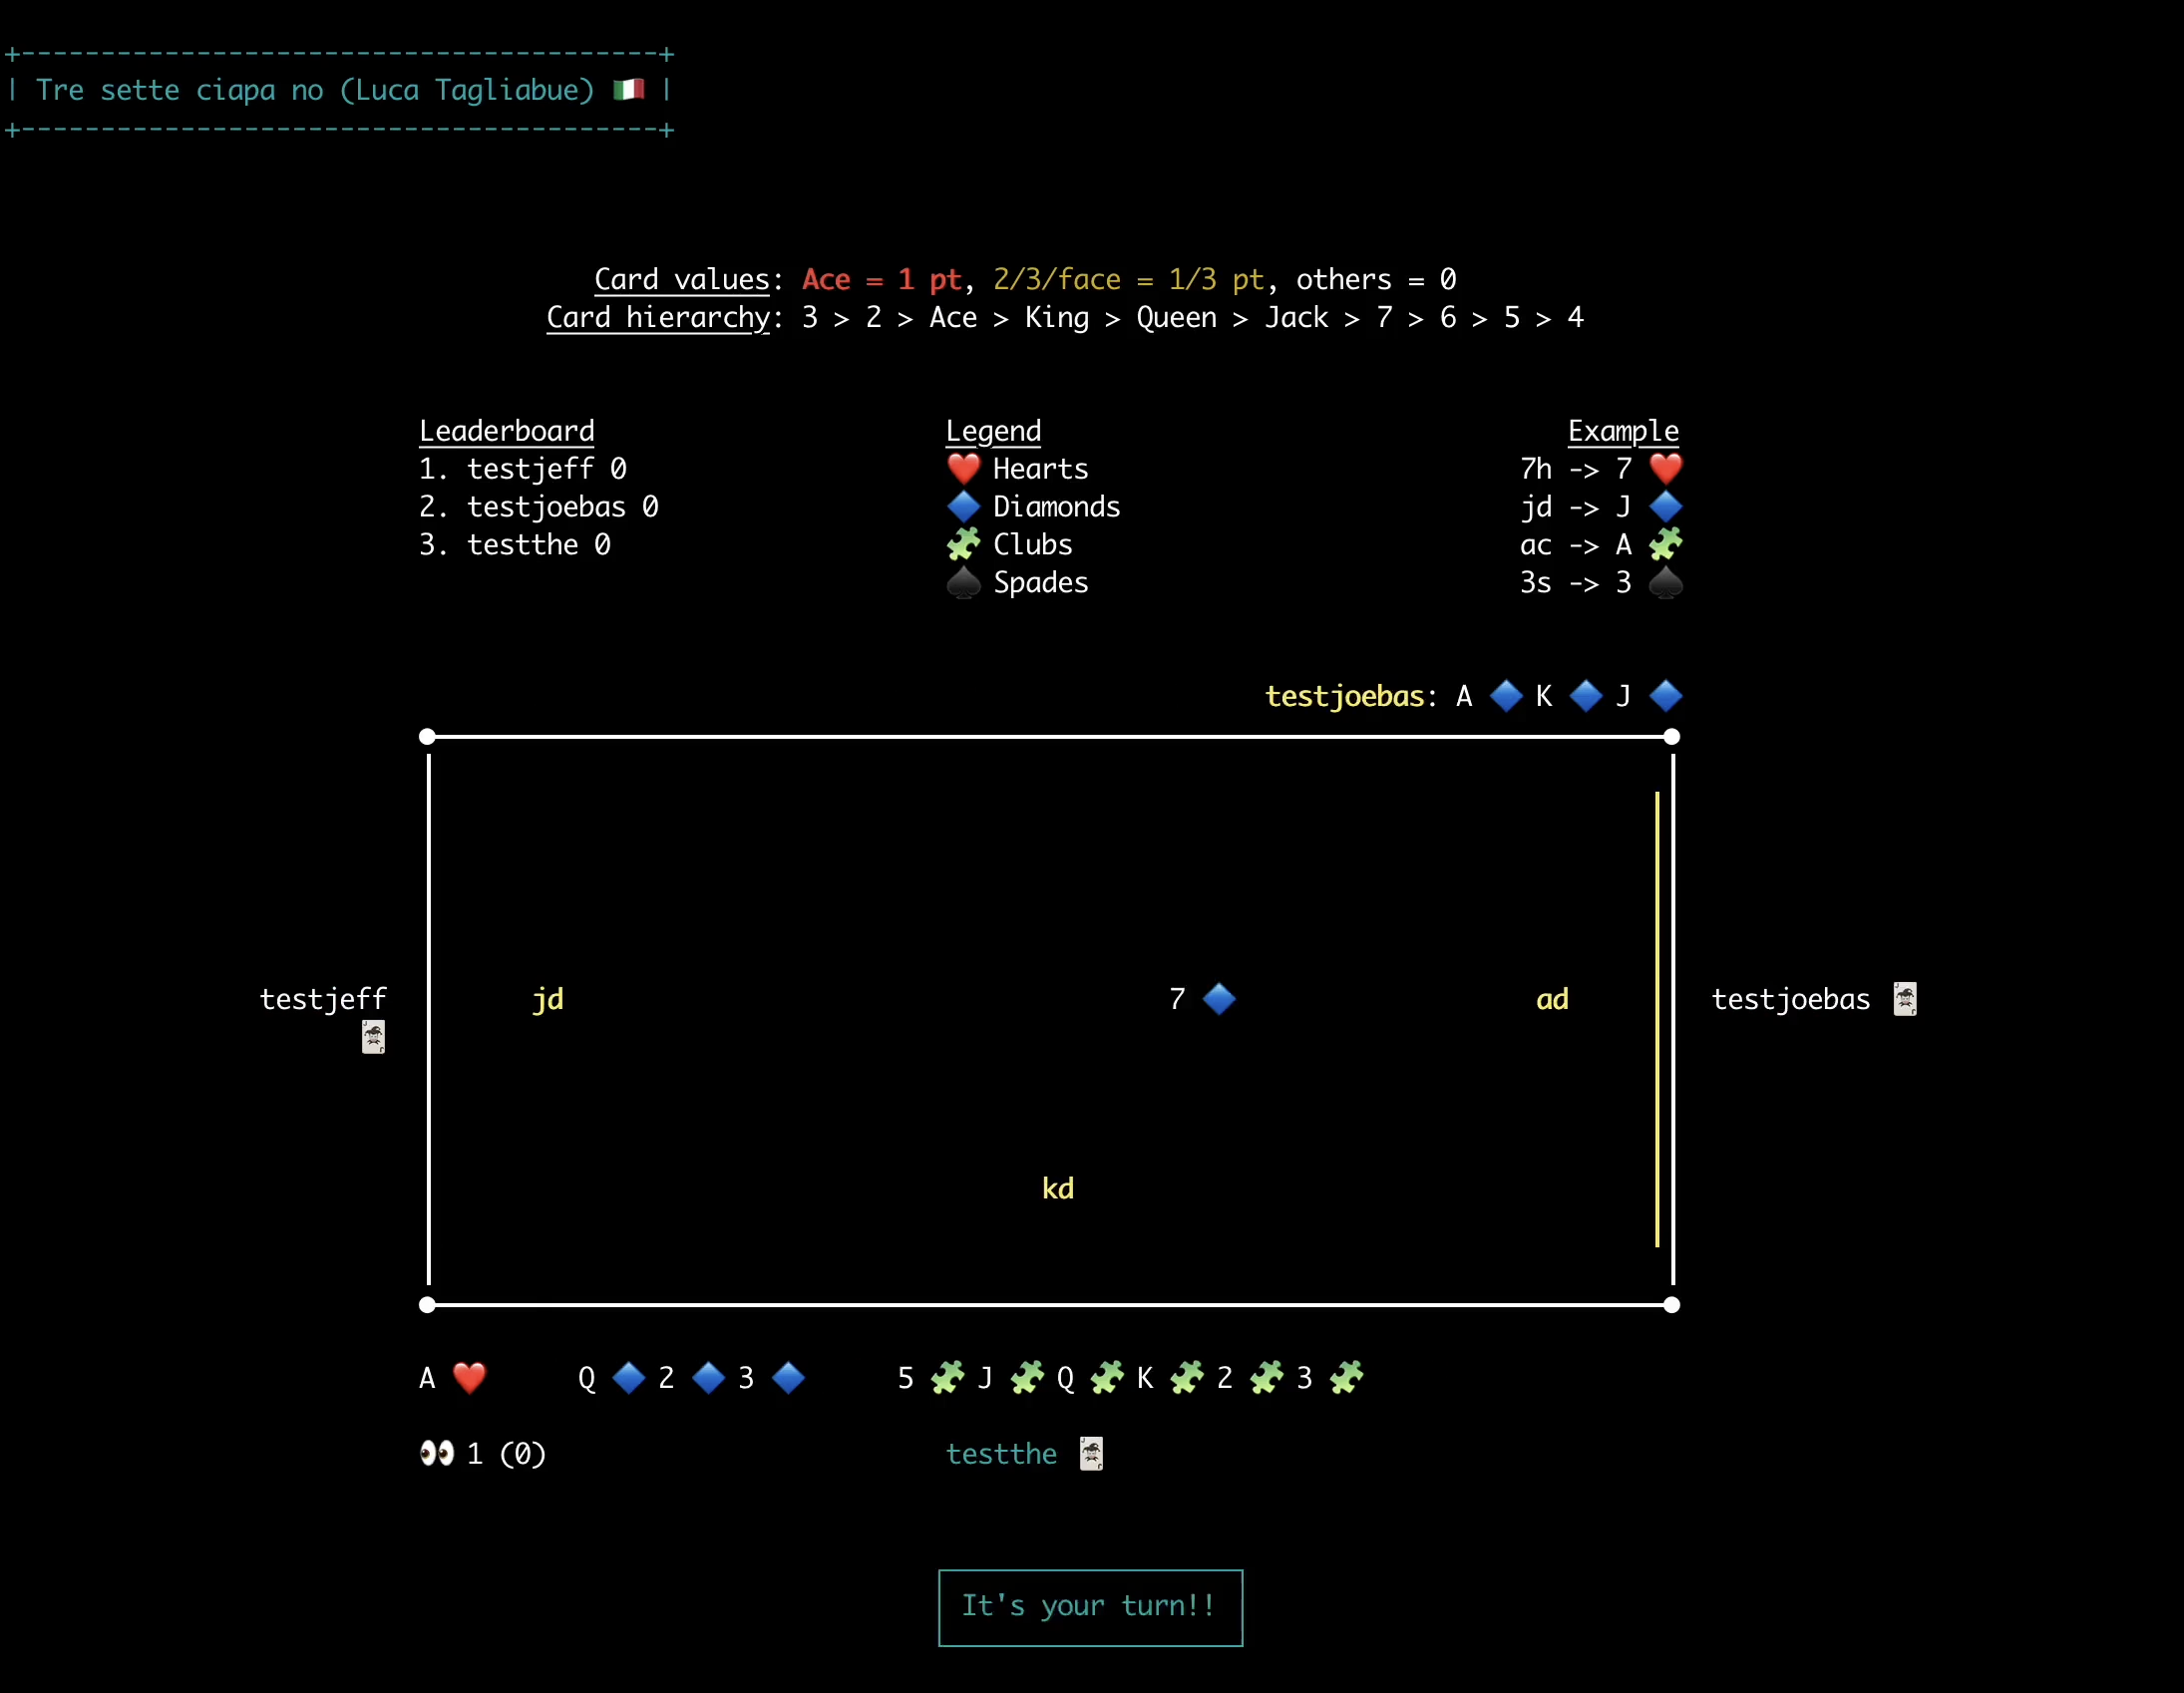 +----------------------------------------+
| Tre sette ciapa no (Luca Tagliabue) 🇮🇹 |
+----------------------------------------+
Card values: Ace = 1 pt, 2/3/face = 1/3 pt, others = 0
Card hierarchy: 3 > 2 > Ace > King > Queen > Jack > 7 > 6 > 5 > 4
Leaderboard
1. testjeff 0
2. testjoebas 0
3. testthe 0
Legend
❤️ Hearts
🔷 Diamonds
🧩 Clubs
♠️ Spades
Example
7h -> 7 ❤️
jd -> J 🔷
ac -> A 🧩
3s -> 3 ♠️
testjoebas: A 🔷 K 🔷 J 🔷
testjeff 🃏
jd
7 🔷
ad
testjoebas 🃏
kd
A ❤️ Q 🔷 2 🔷 3 🔷 5 🧩 J 🧩 Q 🧩 K 🧩 2 🧩 3 🧩
👀 1 (0)
testthe 🃏
It's your turn!!